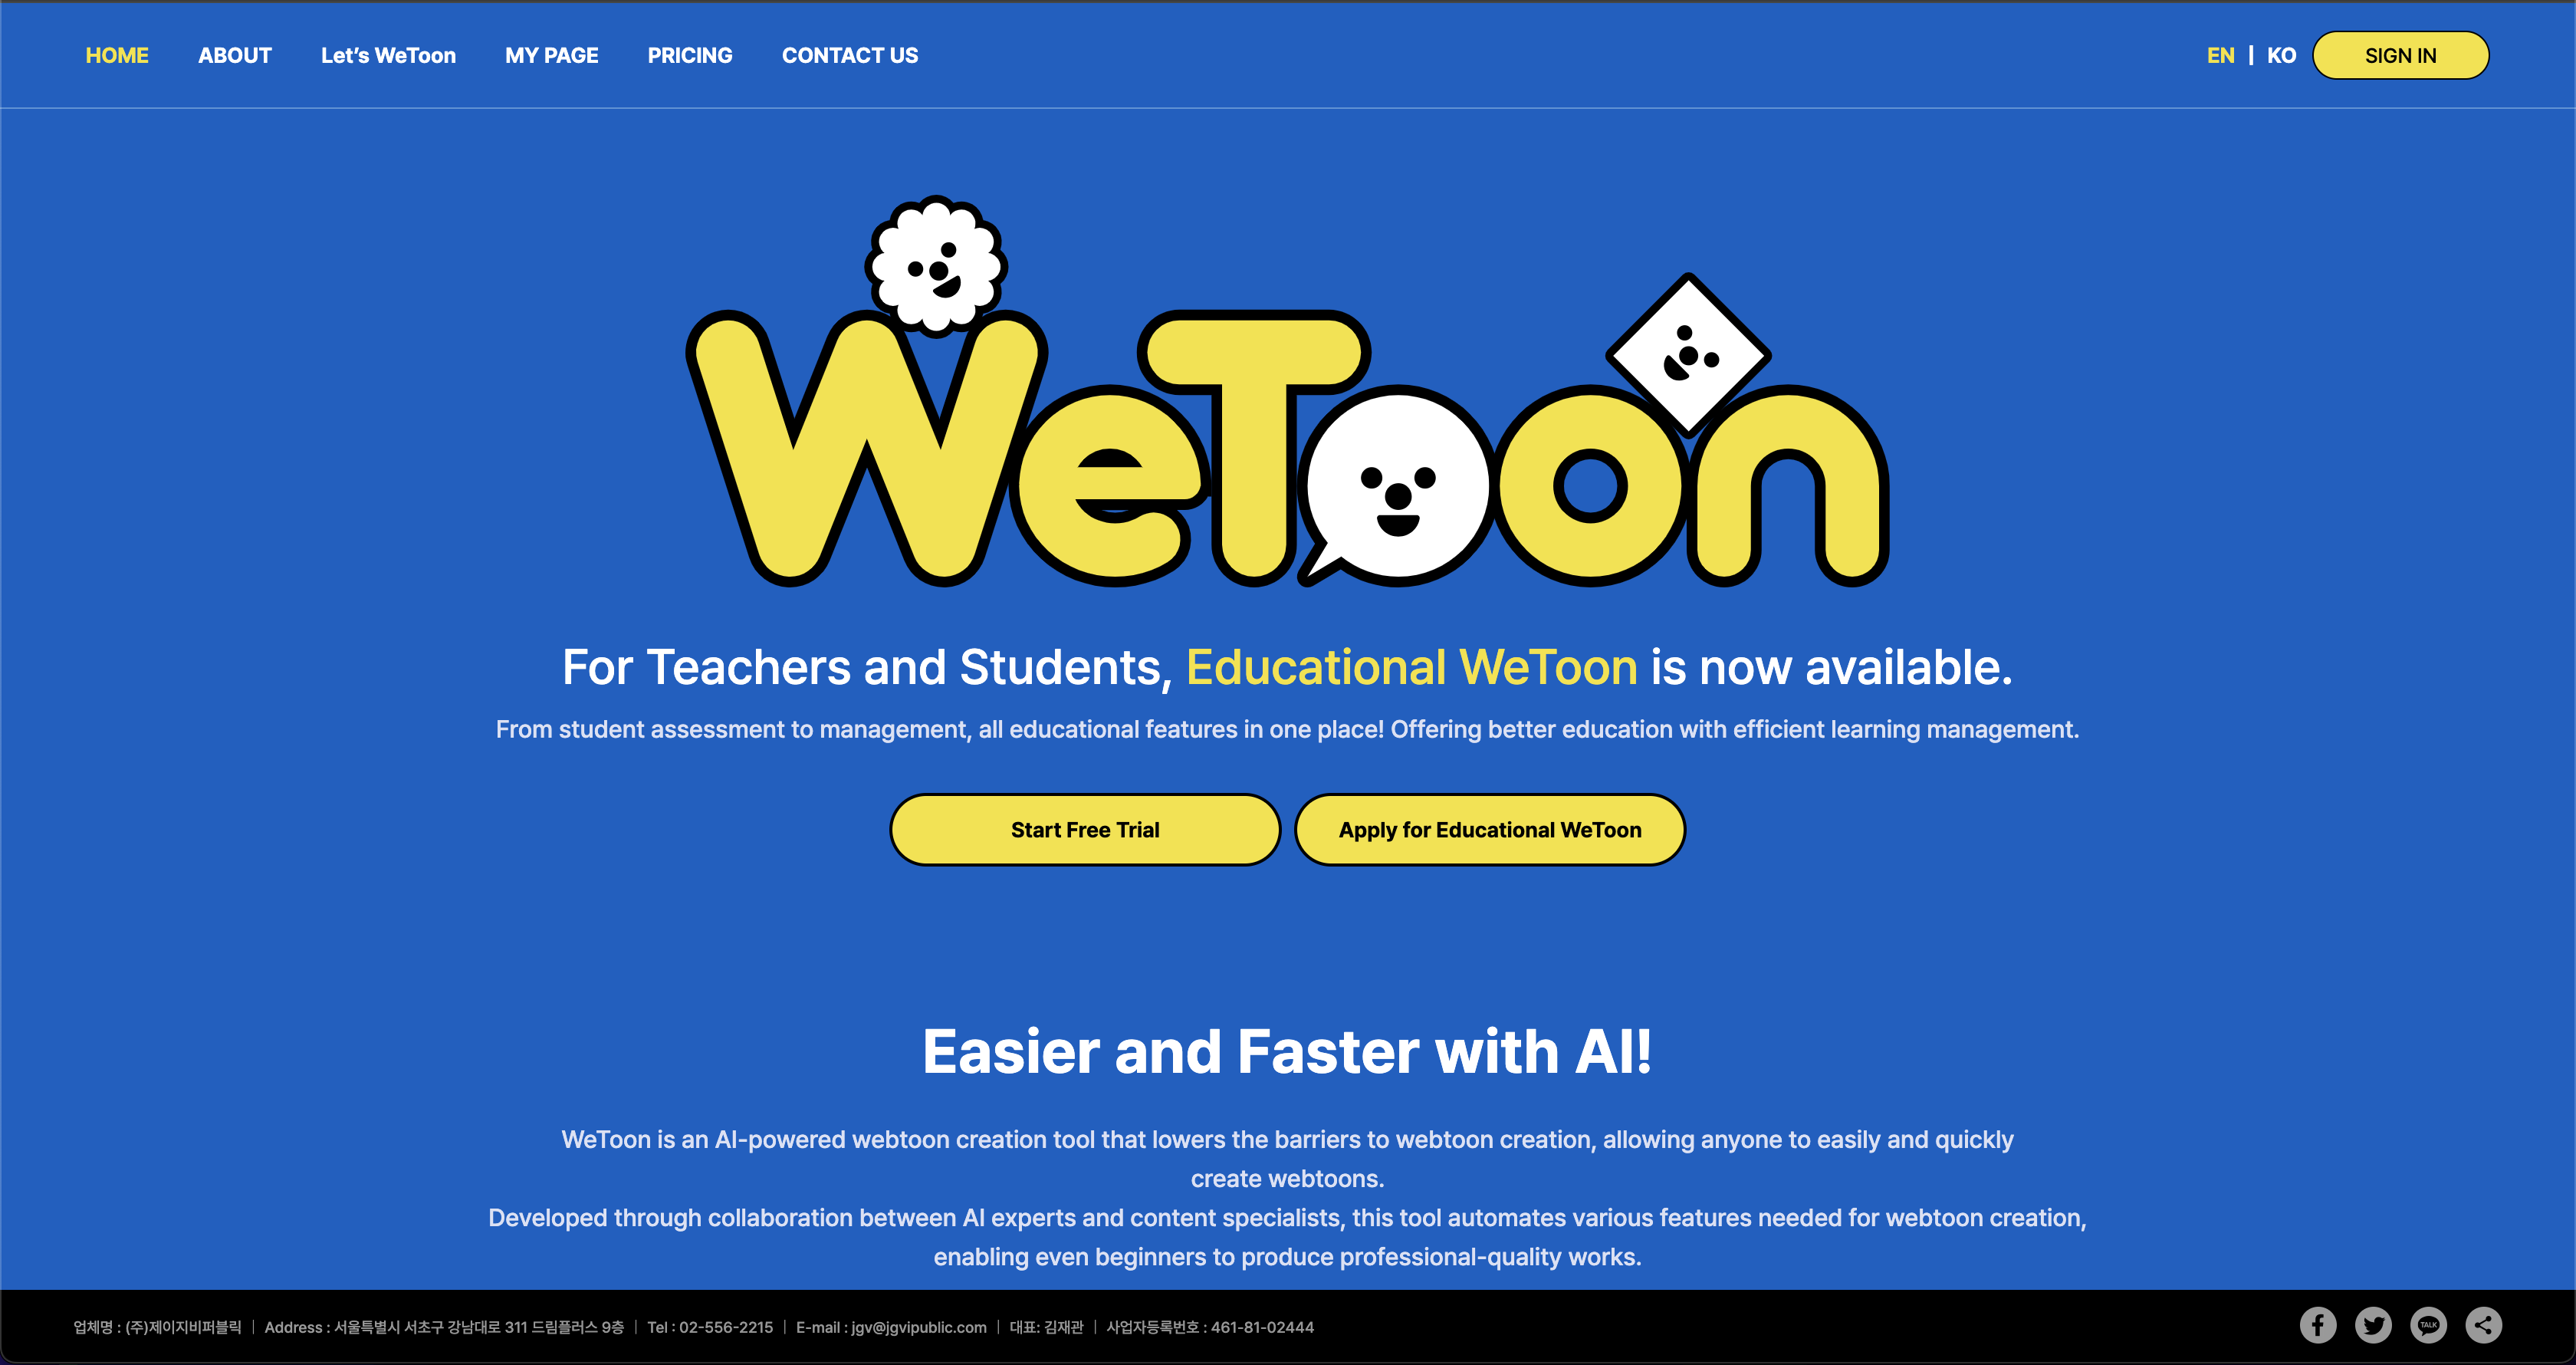 HOME ABOUT Let’s WeToon MY PAGE PRICING CONTACT US EN | KO SIGN IN
WeToon
For Teachers and Students, Educational WeToon is now available.
From student assessment to management, all educational features in one place! Offering better education with efficient learning management.
Start Free Trial Apply for Educational WeToon
Easier and Faster with AI!
WeToon is an AI-powered webtoon creation tool that lowers the barriers to webtoon creation, allowing anyone to easily and quickly
create webtoons.
Developed through collaboration between AI experts and content specialists, this tool automates various features needed for webtoon creation,
enabling even beginners to produce professional-quality works.
업체명 : (주)제이지비퍼블릭 | Address : 서울특별시 서초구 강남대로 311 드림플러스 9층 | Tel : 02-556-2215 | E-mail : jgv@jgvipublic.com | 대표: 김재관 | 사업자등록번호 : 461-81-02444 TALK